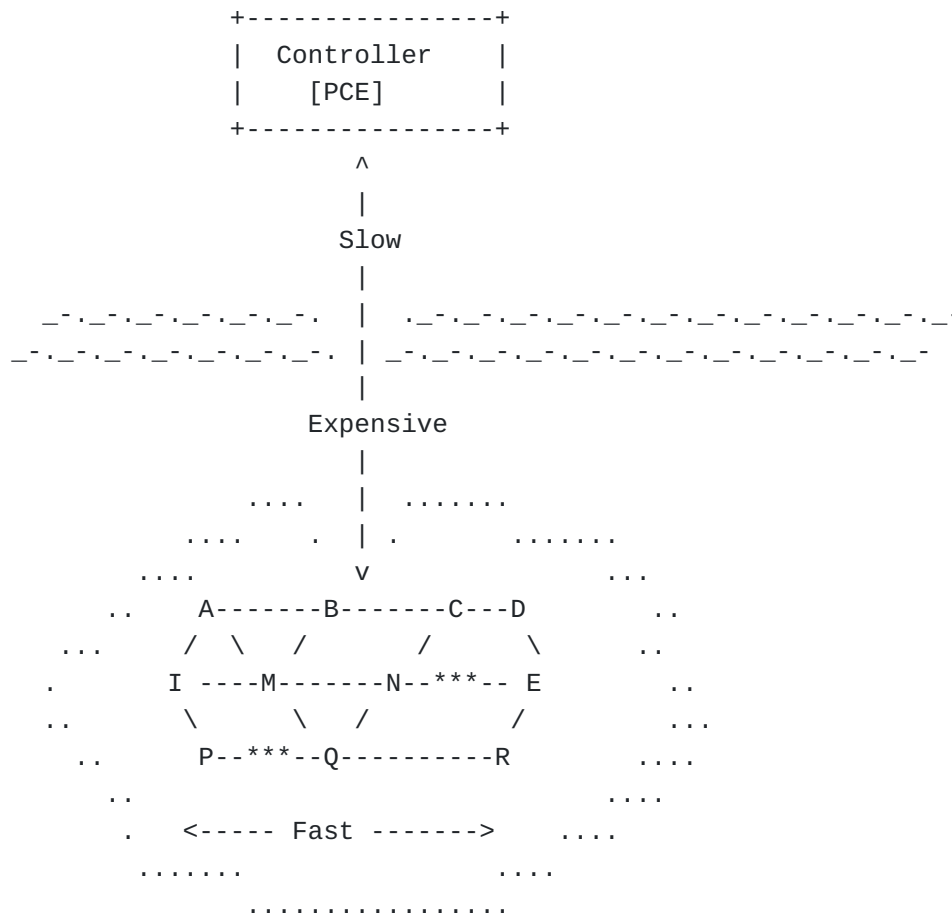 +-----------------+
|  Controller    |
|    [PCE]       |
+-----------------+
^
|
Slow
|
_-._-._-._-._-._-.  |  ._-._-._-._-._-._-._-._-._-._-._-
_-._-._-._-._-._-._-. | _-._-._-._-._-._-._-._-._-._-
|
Expensive
|
....   |  .......
....    .  | .       .......
....          v               ...
..    A-------B-------C---D        ..
...     /  \   /       /      \      ..
.       I ----M-------N--***-- E        ..
..      \      \   /         /         ...
..      P--***--Q----------R        ....
..                               ....
.   <----- Fast ------->    ....
.......                ....
.................